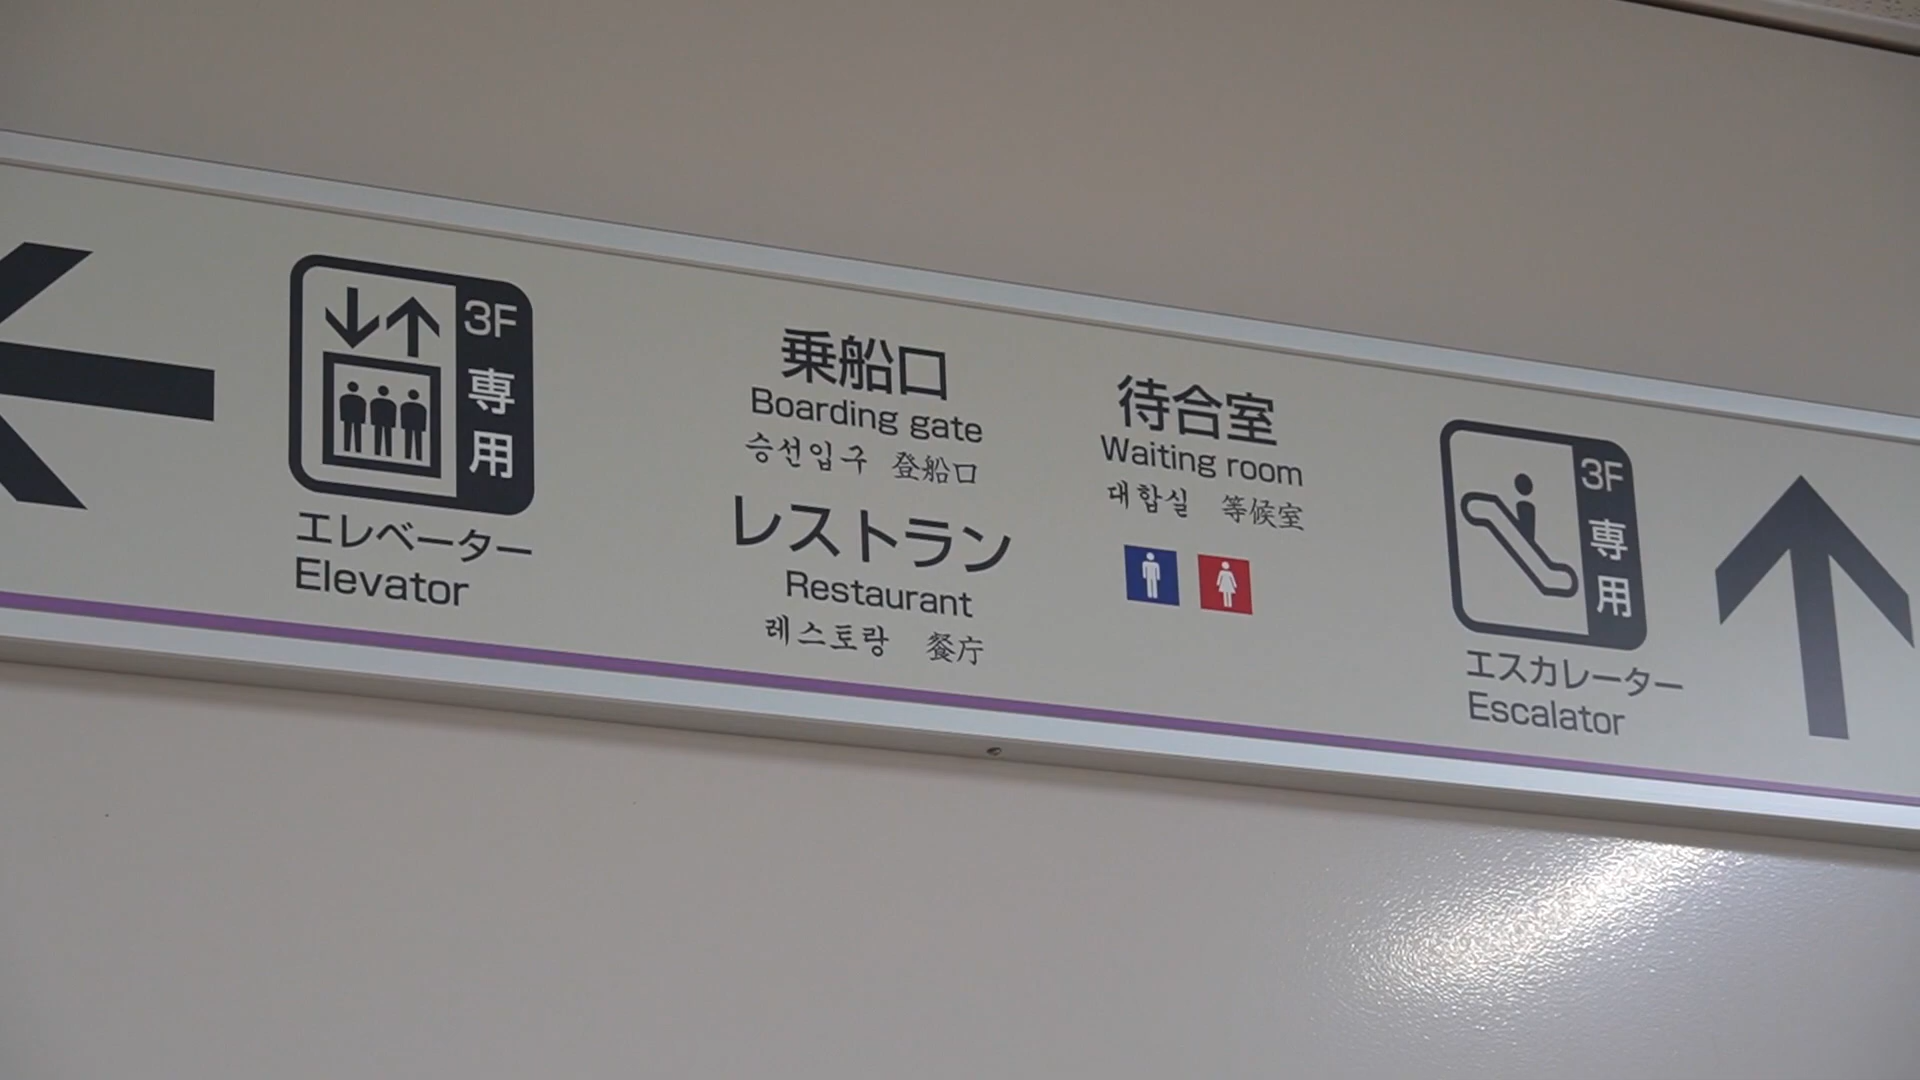 3F
専
用
エレベーター
Elevator
乗船口
Boarding gate
승선입구 登船口
レストラン
Restaurant
레스토랑 餐庁
待合室
Waiting room
대합실 等候室
3F
専
用
エスカレーター
Escalator